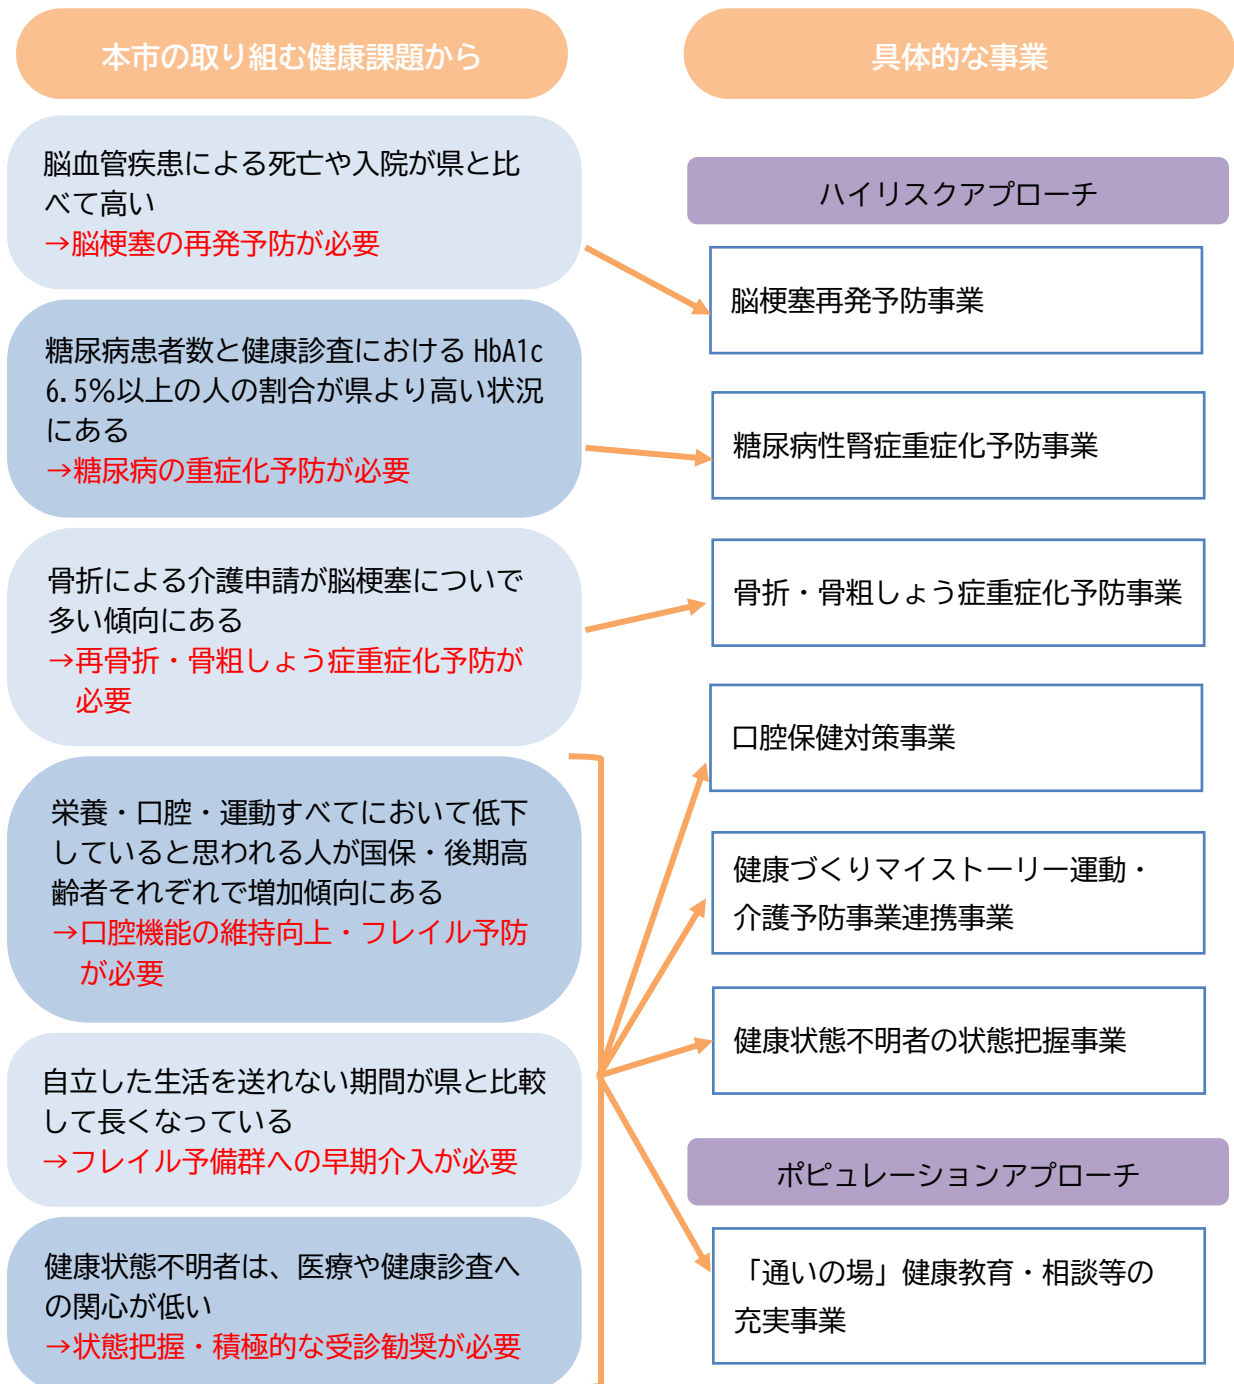 本市の取り組む健康課題から
脳血管疾患による死亡や入院が県と比
べて高い
→脳梗塞の再発予防が必要
糖尿病患者数と健康診査における HbA1c
6.5%以上の人の割合が県より高い状況
にある
→糖尿病の重症化予防が必要
骨折による介護申請が脳梗塞についで
多い傾向にある
→再骨折・骨粗しょう症重症化予防が
必要
栄養・口腔・運動すべてにおいて低下
していると思われる人が国保・後期高
齢者それぞれで増加傾向にある
→口腔機能の維持向上・フレイル予防
が必要
自立した生活を送れない期間が県と比較
して長くなっている
→フレイル予備群への早期介入が必要
健康状態不明者は、医療や健康診査へ
の関心が低い
→状態把握・積極的な受診勧奨が必要
具体的な事業
ハイリスクアプローチ
脳梗塞再発予防事業
糖尿病性腎症重症化予防事業
骨折・骨粗しょう症重症化予防事業
口腔保健対策事業
健康づくりマイストーリー運動・
介護予防事業連携事業
健康状態不明者の状態把握事業
ポピュレーションアプローチ
「通いの場」健康教育・相談等の
充実事業